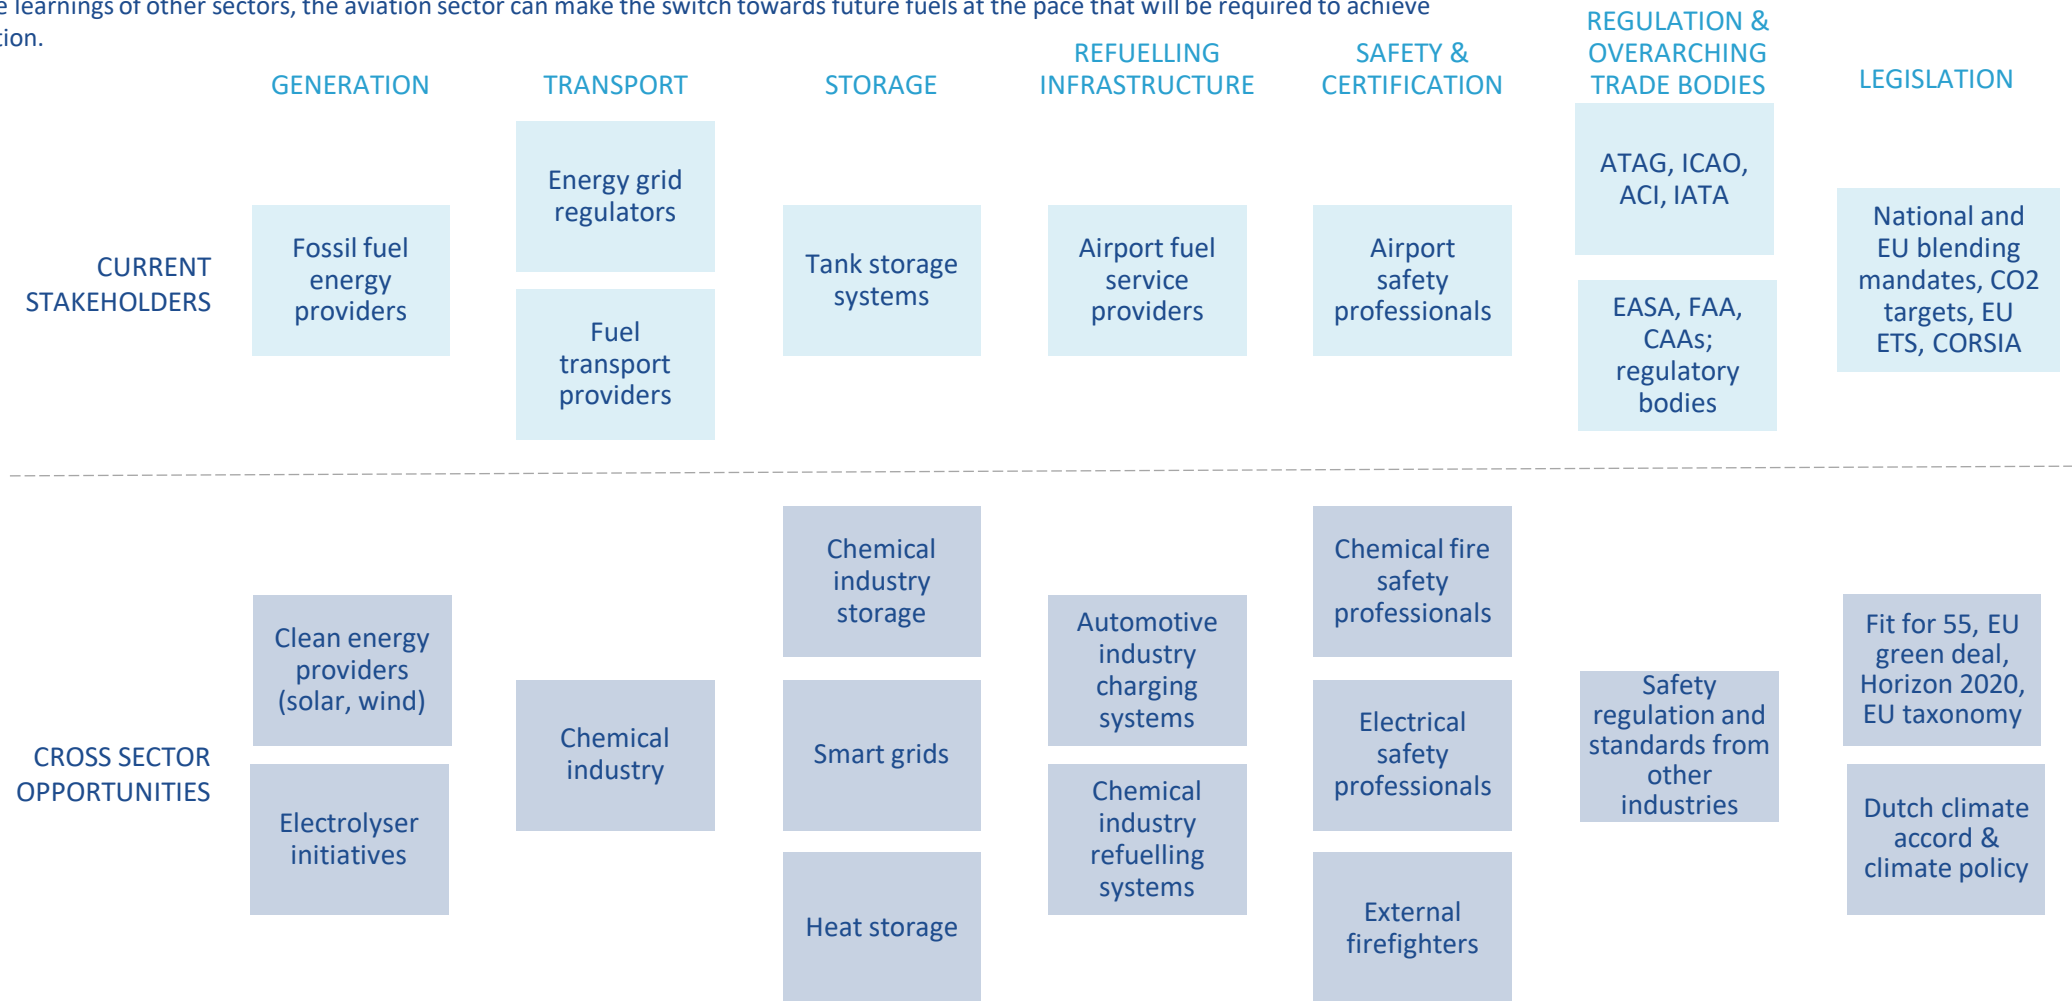 learnings of other sectors, the aviation sector can make the switch towards future fuels at the pace that will be required to achieve
GENERATION
TRANSPORT
STORAGE
REFUELLING
INFRASTRUCTURE
SAFETY &
CERTIFICATION
REGULATION &
OVERARCHING
TRADE BODIES
LEGISLATION
CURRENT
STAKEHOLDERS
Fossil fuel
energy
providers
Energy grid
regulators
Fuel
transport
providers
Tank storage
systems
Airport fuel
service
providers
Airport
safety
professionals
ATAG, ICAO,
ACI, IATA
EASA, FAA,
CAAs;
regulatory
bodies
National and
EU blending
mandates, CO2
targets, EU
ETS, CORSIA
CROSS SECTOR
OPPORTUNITIES
Clean energy
providers
(solar, wind)
Electrolyser
initiatives
Chemical
industry
Chemical
industry
storage
Smart grids
Heat storage
Automotive
industry
charging
systems
Chemical
industry
refuelling
systems
Chemical fire
safety
professionals
Electrical
safety
professionals
External
firefighters
Safety
regulation and
standards from
other
industries
Fit for 55, EU
green deal,
Horizon 2020,
EU taxonomy
Dutch climate
accord &
climate policy